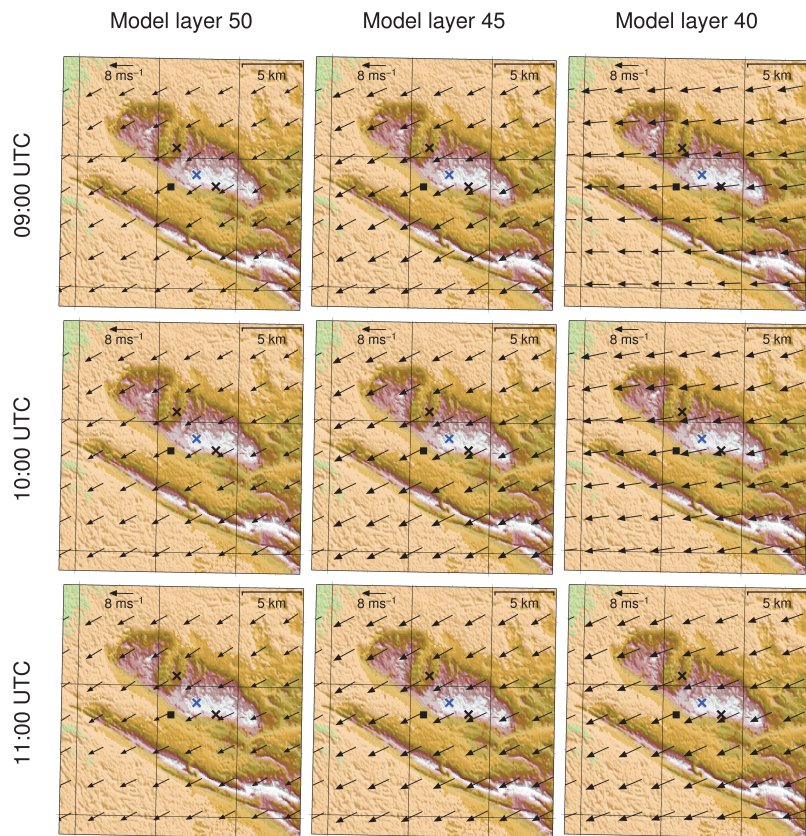 Model layer 50 Model layer 45 Model layer 40
09:00 UTC
8 ms⁻¹ 5 km 8 ms⁻¹ 5 km 8 ms⁻¹ 5 km
10:00 UTC
8 ms⁻¹ 5 km 8 ms⁻¹ 5 km 8 ms⁻¹ 5 km
11:00 UTC
8 ms⁻¹ 5 km 8 ms⁻¹ 5 km 8 ms⁻¹ 5 km